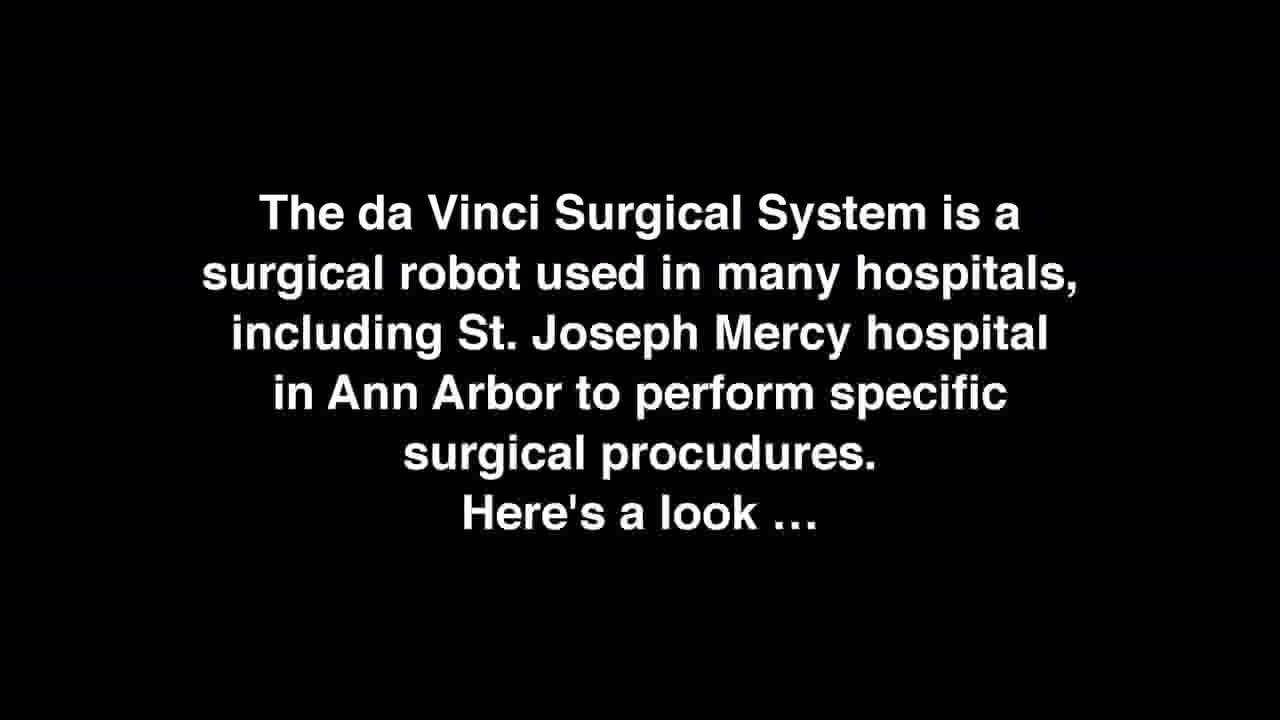 The da Vinci Surgical System is a
surgical robot used in many hospitals,
including St. Joseph Mercy hospital
in Ann Arbor to perform specific
surgical procudures.
Here's a look …